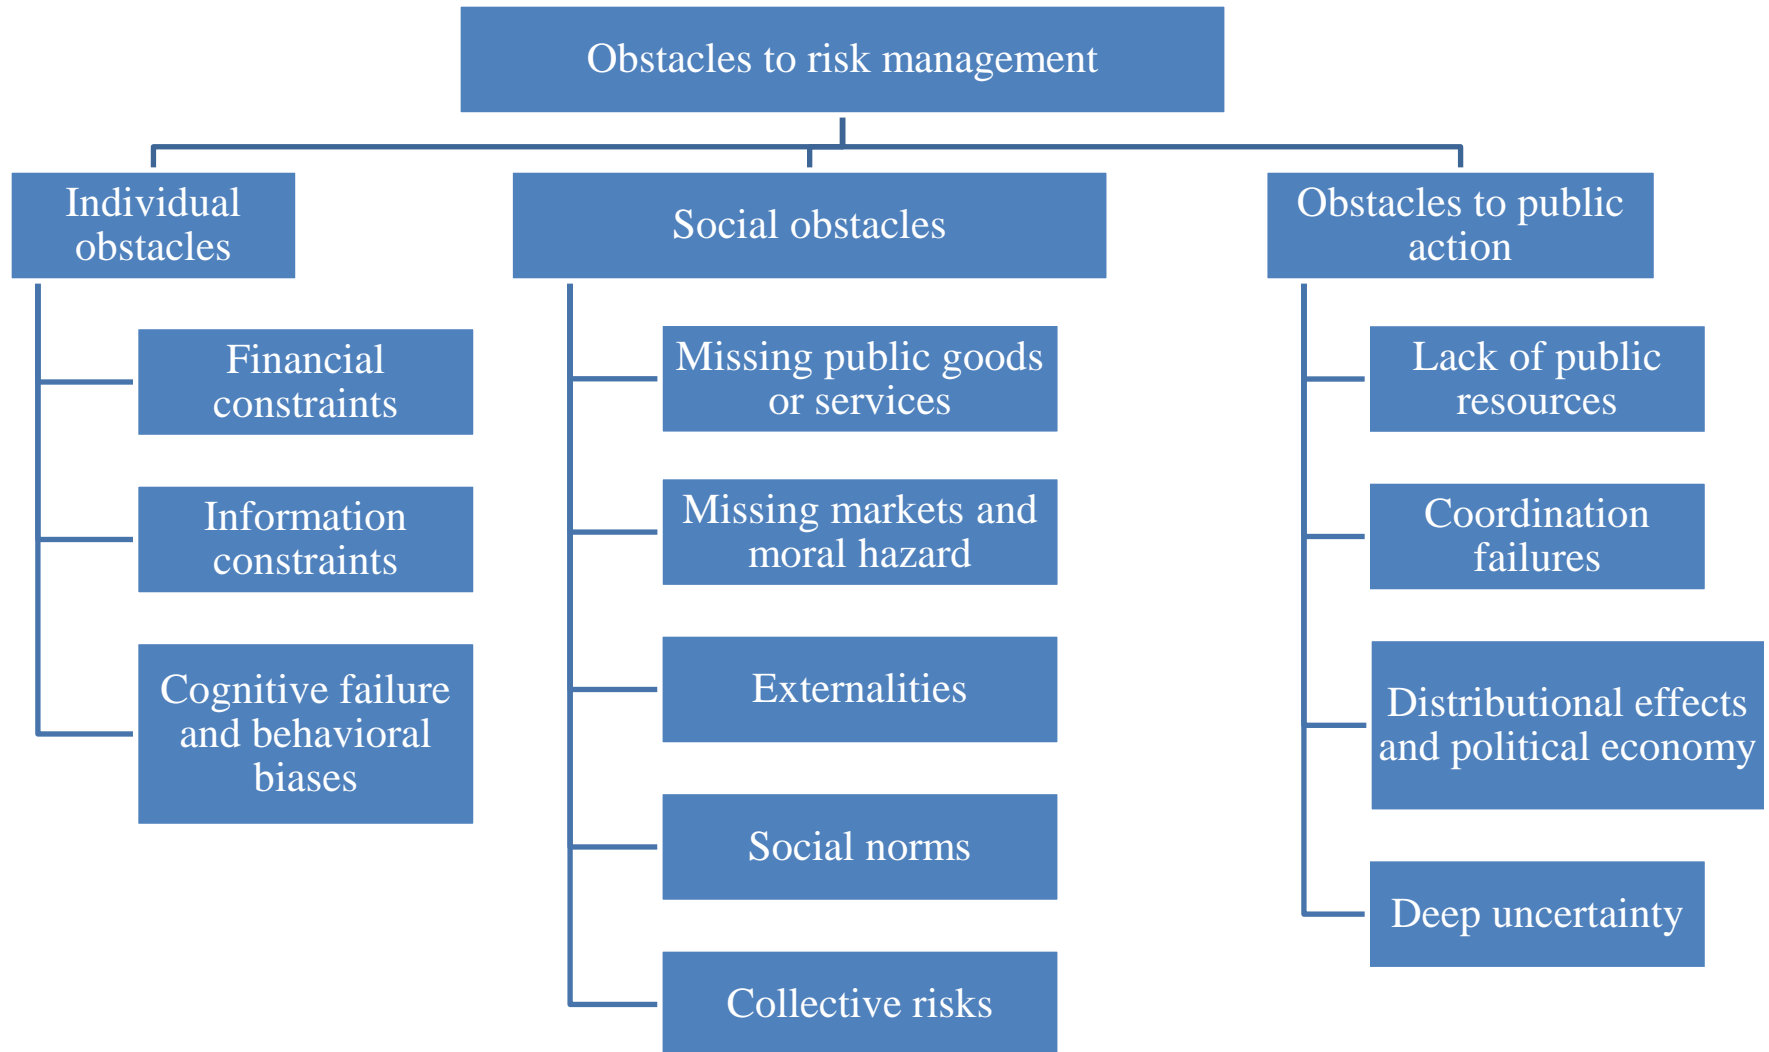 Obstacles to risk management
Individual
obstacles
Financial
constraints
Information
constraints
Cognitive failure
and behavioral
biases
Social obstacles
Missing public goods
or services
Missing markets and
moral hazard
Externalities
Social norms
Collective risks
Obstacles to public
action
Lack of public
resources
Coordination
failures
Distributional effects
and political economy
Deep uncertainty